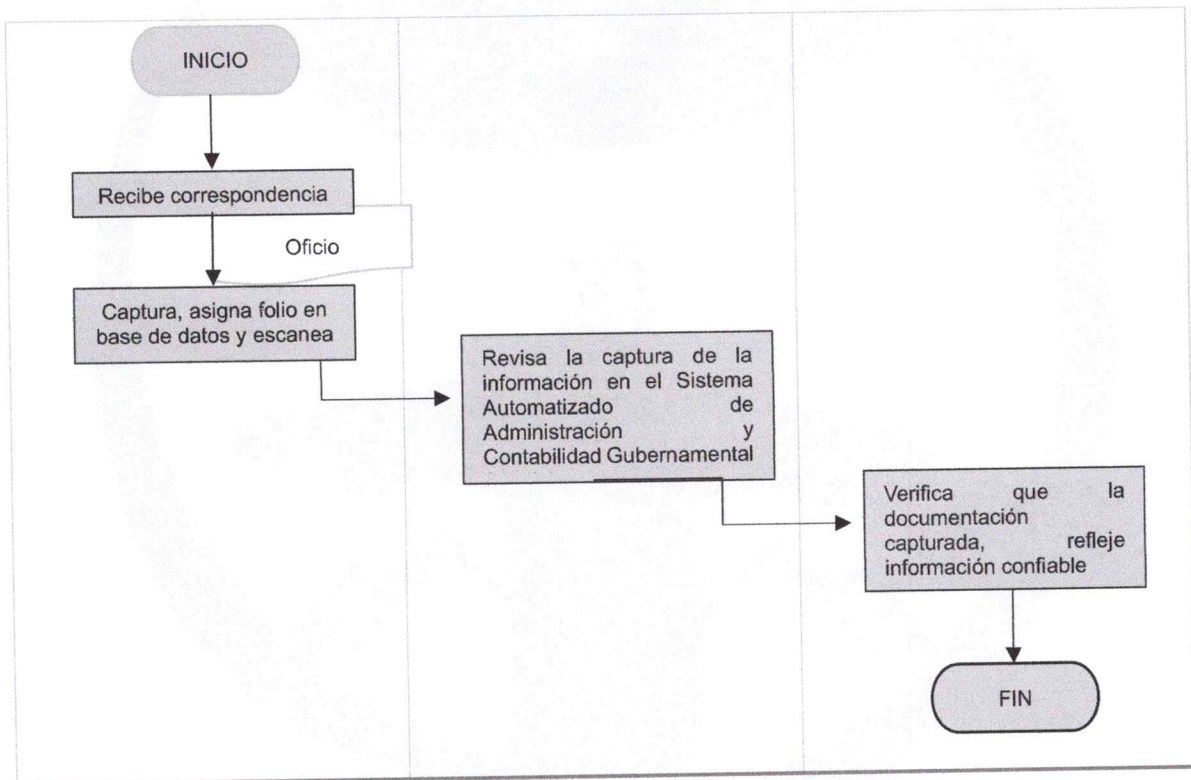 INICIO
Recibe correspondencia
Oficio
Captura, asigna folio en
base de datos y escanea
Revisa la captura de la
información en el Sistema
Automatizado de
Administración y
Contabilidad Gubernamental
Verifica que la
documentación
capturada, refleje
información confiable
FIN